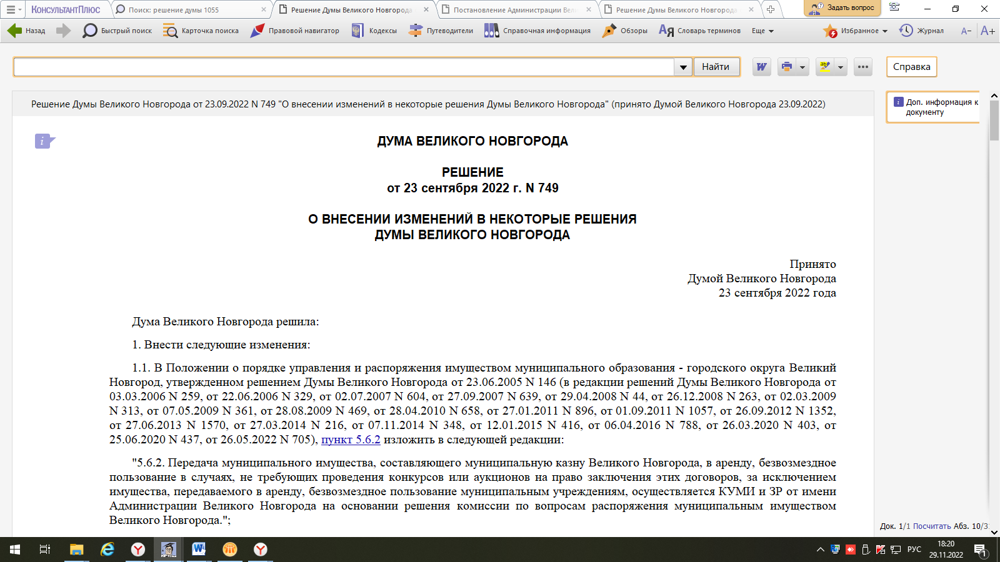 КонсультантПлюс
Поиск: решение думы 1055
Решение Думы Великого Новгорода
Постановление Администрации Вели
Решение Думы Великого Новгорода
Задать вопрос
Назад
Быстрый поиск
Карточка поиска
Правовой навигатор
Кодексы
Путеводители
Справочная информация
Обзоры
Словарь терминов
Еще
Избранное
Журнал
А−
А+
Найти
Справка
Решение Думы Великого Новгорода от 23.09.2022 N 749 "О внесении изменений в некоторые решения Думы Великого Новгорода" (принято Думой Великого Новгорода 23.09.2022)
Доп. информация к
документу
ДУМА ВЕЛИКОГО НОВГОРОДА
РЕШЕНИЕ
от 23 сентября 2022 г. N 749
О ВНЕСЕНИИ ИЗМЕНЕНИЙ В НЕКОТОРЫЕ РЕШЕНИЯ
ДУМЫ ВЕЛИКОГО НОВГОРОДА
Принято
Думой Великого Новгорода
23 сентября 2022 года
Дума Великого Новгорода решила:
1. Внести следующие изменения:
1.1. В Положении о порядке управления и распоряжения имуществом муниципального образования - городского округа Великий
Новгород, утвержденном решением Думы Великого Новгорода от 23.06.2005 N 146 (в редакции решений Думы Великого Новгорода от
03.03.2006 N 259, от 22.06.2006 N 329, от 02.07.2007 N 604, от 27.09.2007 N 639, от 29.04.2008 N 44, от 26.12.2008 N 263, от 02.03.2009
N 313, от 07.05.2009 N 361, от 28.08.2009 N 469, от 28.04.2010 N 658, от 27.01.2011 N 896, от 01.09.2011 N 1057, от 26.09.2012 N 1352,
от 27.06.2013 N 1570, от 27.03.2014 N 216, от 07.11.2014 N 348, от 12.01.2015 N 416, от 06.04.2016 N 788, от 26.03.2020 N 403, от
25.06.2020 N 437, от 26.05.2022 N 705), пункт 5.6.2 изложить в следующей редакции:
"5.6.2. Передача муниципального имущества, составляющего муниципальную казну Великого Новгорода, в аренду, безвозмездное
пользование в случаях, не требующих проведения конкурсов или аукционов на право заключения этих договоров, за исключением
имущества, передаваемого в аренду, безвозмездное пользование муниципальным учреждениям, осуществляется КУМИ и ЗР от имени
Администрации Великого Новгорода на основании решения комиссии по вопросам распоряжения муниципальным имуществом
Великого Новгорода.";
Док. 1/1 Посчитать Абз. 10/3
РУС
18:20
29.11.2022
1